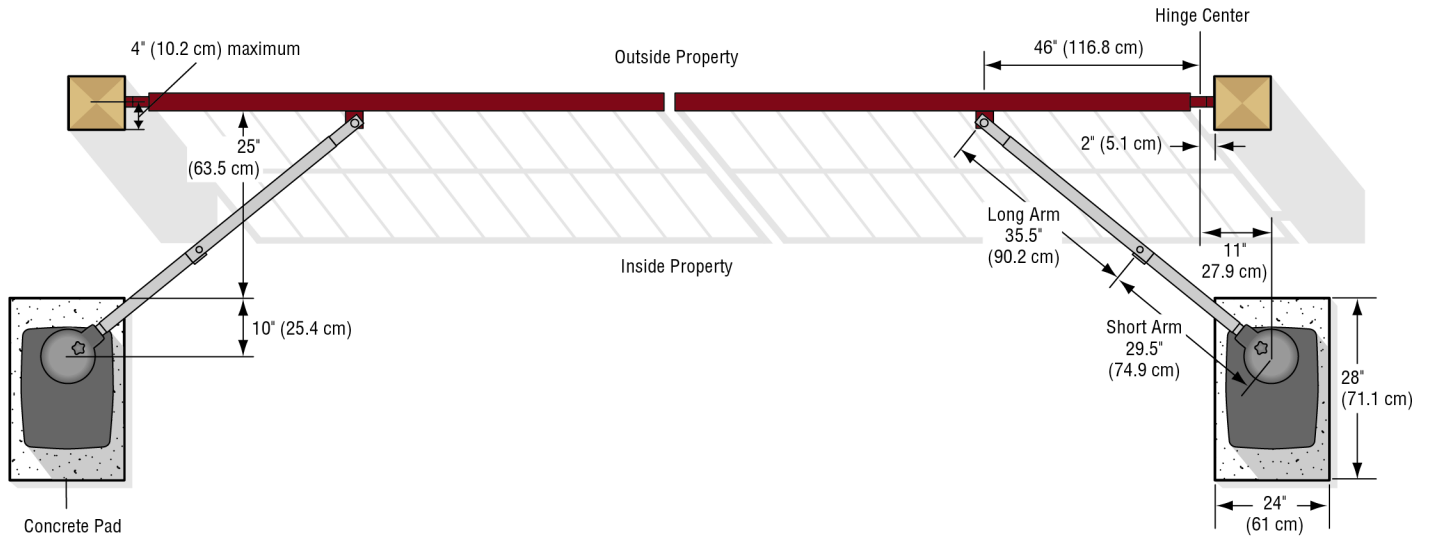 Hinge Center
4" (10.2 cm) maximum
Outside Property
46" (116.8 cm)
25"
(63.5 cm)
2" (5.1 cm)
Long Arm
35.5"
(90.2 cm)
11"
27.9 cm)
Inside Property
10" (25.4 cm)
Short Arm
29.5"
(74.9 cm)
28"
(71.1 cm)
24"
(61 cm)
Concrete Pad